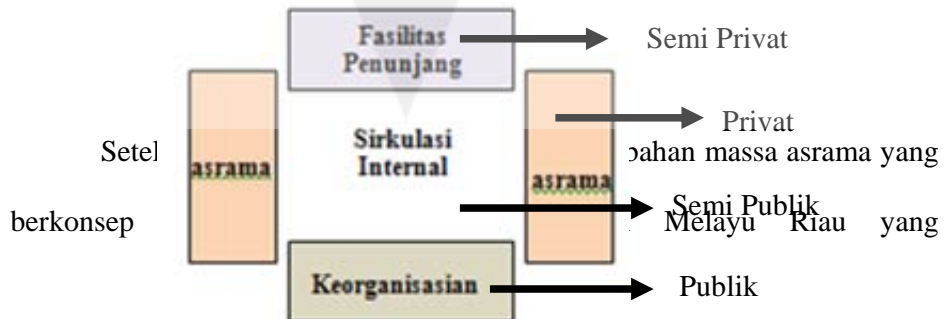 Fasilitas
Penunjang
Semi Privat
Privat
Sirkulasi
Internal
asrama
asrama
Semi Publik
Keorganisasian
Publik
Setel bahan massa asrama yang
berkonsep Melayu Riau yang